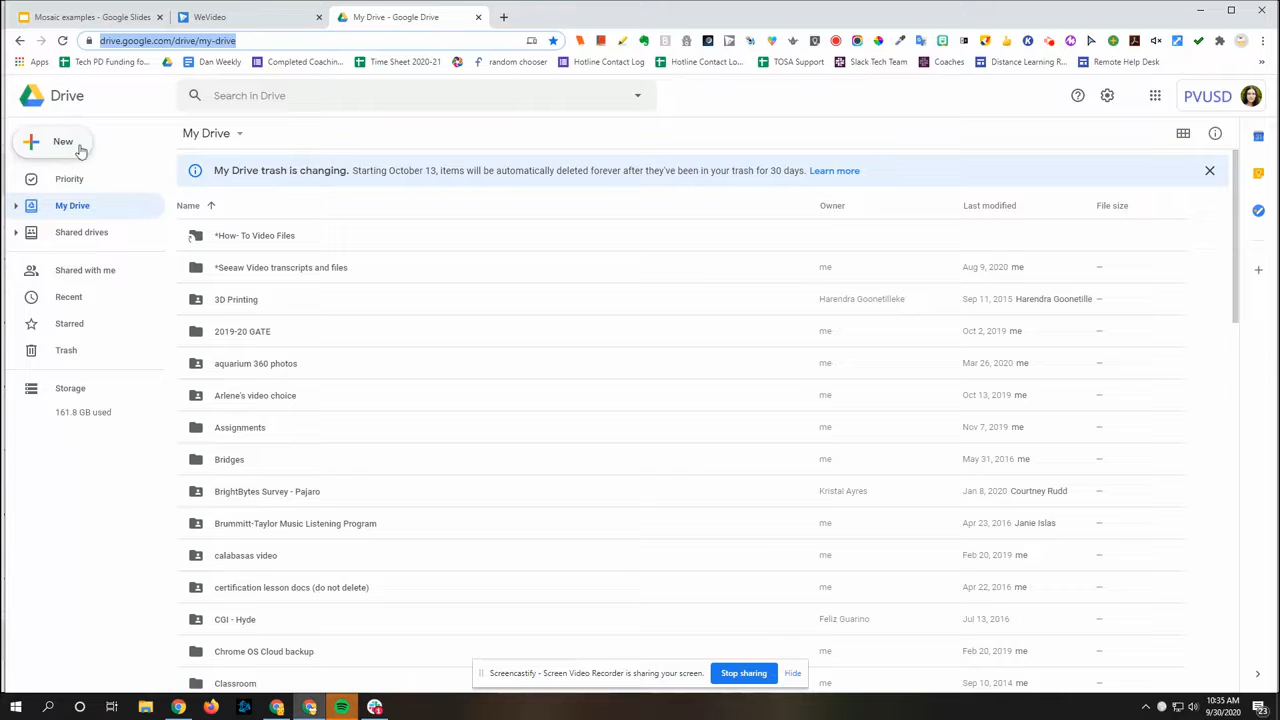 Mosaic examples - Google Slides
WeVideo
My Drive - Google Drive
drive.google.com/drive/my-drive
Apps
Tech PD Funding fo...
Dan Weekly
Completed Coachin...
Time Sheet 2020-21
random chooser
Hotline Contact Log
Hotline Contact Lo...
TOSA Support
Slack Tech Team
Coaches
Distance Learning R...
Remote Help Desk
Drive
Search in Drive
PVUSD
New
My Drive
My Drive trash is changing. Starting October 13, items will be automatically deleted forever after they've been in your trash for 30 days. Learn more
Priority
My Drive
Shared drives
Shared with me
Recent
Starred
Trash
Storage
161.8 GB used
Name Owner Last modified File size
*How- To Video Files
*Seeaw Video transcripts and files me Aug 9, 2020 me –
3D Printing Harendra Goonetilleke Sep 11, 2015 Harendra Goonetille –
2019-20 GATE me Oct 2, 2019 me –
aquarium 360 photos me Mar 26, 2020 me –
Arlene's video choice me Oct 13, 2019 me –
Assignments me Nov 7, 2019 me –
Bridges me May 31, 2016 me –
BrightBytes Survey - Pajaro Kristal Ayres Jan 8, 2020 Courtney Rudd –
Brummitt-Taylor Music Listening Program me Apr 23, 2016 Janie Islas –
calabasas video me Feb 20, 2019 me –
certification lesson docs (do not delete) me Apr 22, 2016 me –
CGI - Hyde Feliz Guarino Jul 13, 2016 –
Chrome OS Cloud backup me Feb 20, 2019 me –
Classroom me Sep 10, 2014 me –
Screencastify - Screen Video Recorder is sharing your screen.
Stop sharing
Hide
10:35 AM
9/30/2020
23